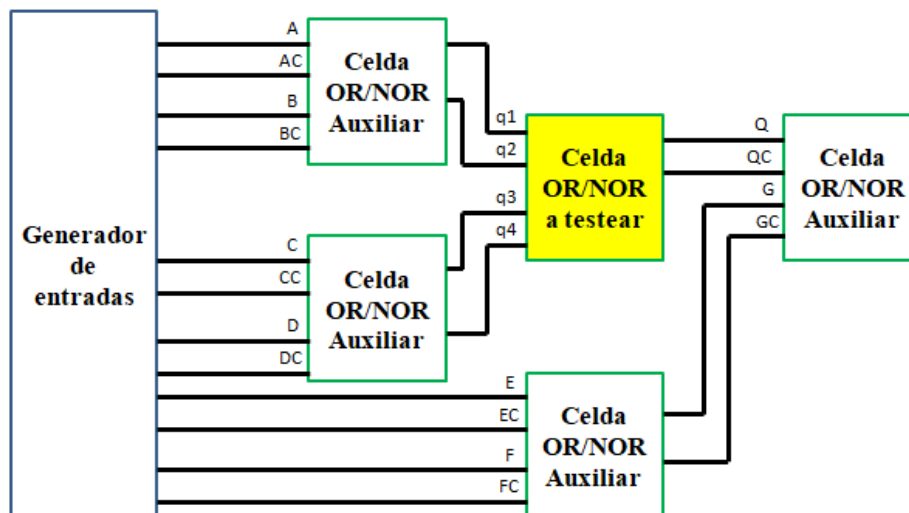 Generador
de
entradas
A
AC
B
BC
Celda
OR/NOR
Auxiliar
C
CC
D
DC
Celda
OR/NOR
Auxiliar
q1
q2
q3
q4
Celda
OR/NOR
a testear
E
EC
F
FC
Celda
OR/NOR
Auxiliar
Q
QC
G
GC
Celda
OR/NOR
Auxiliar